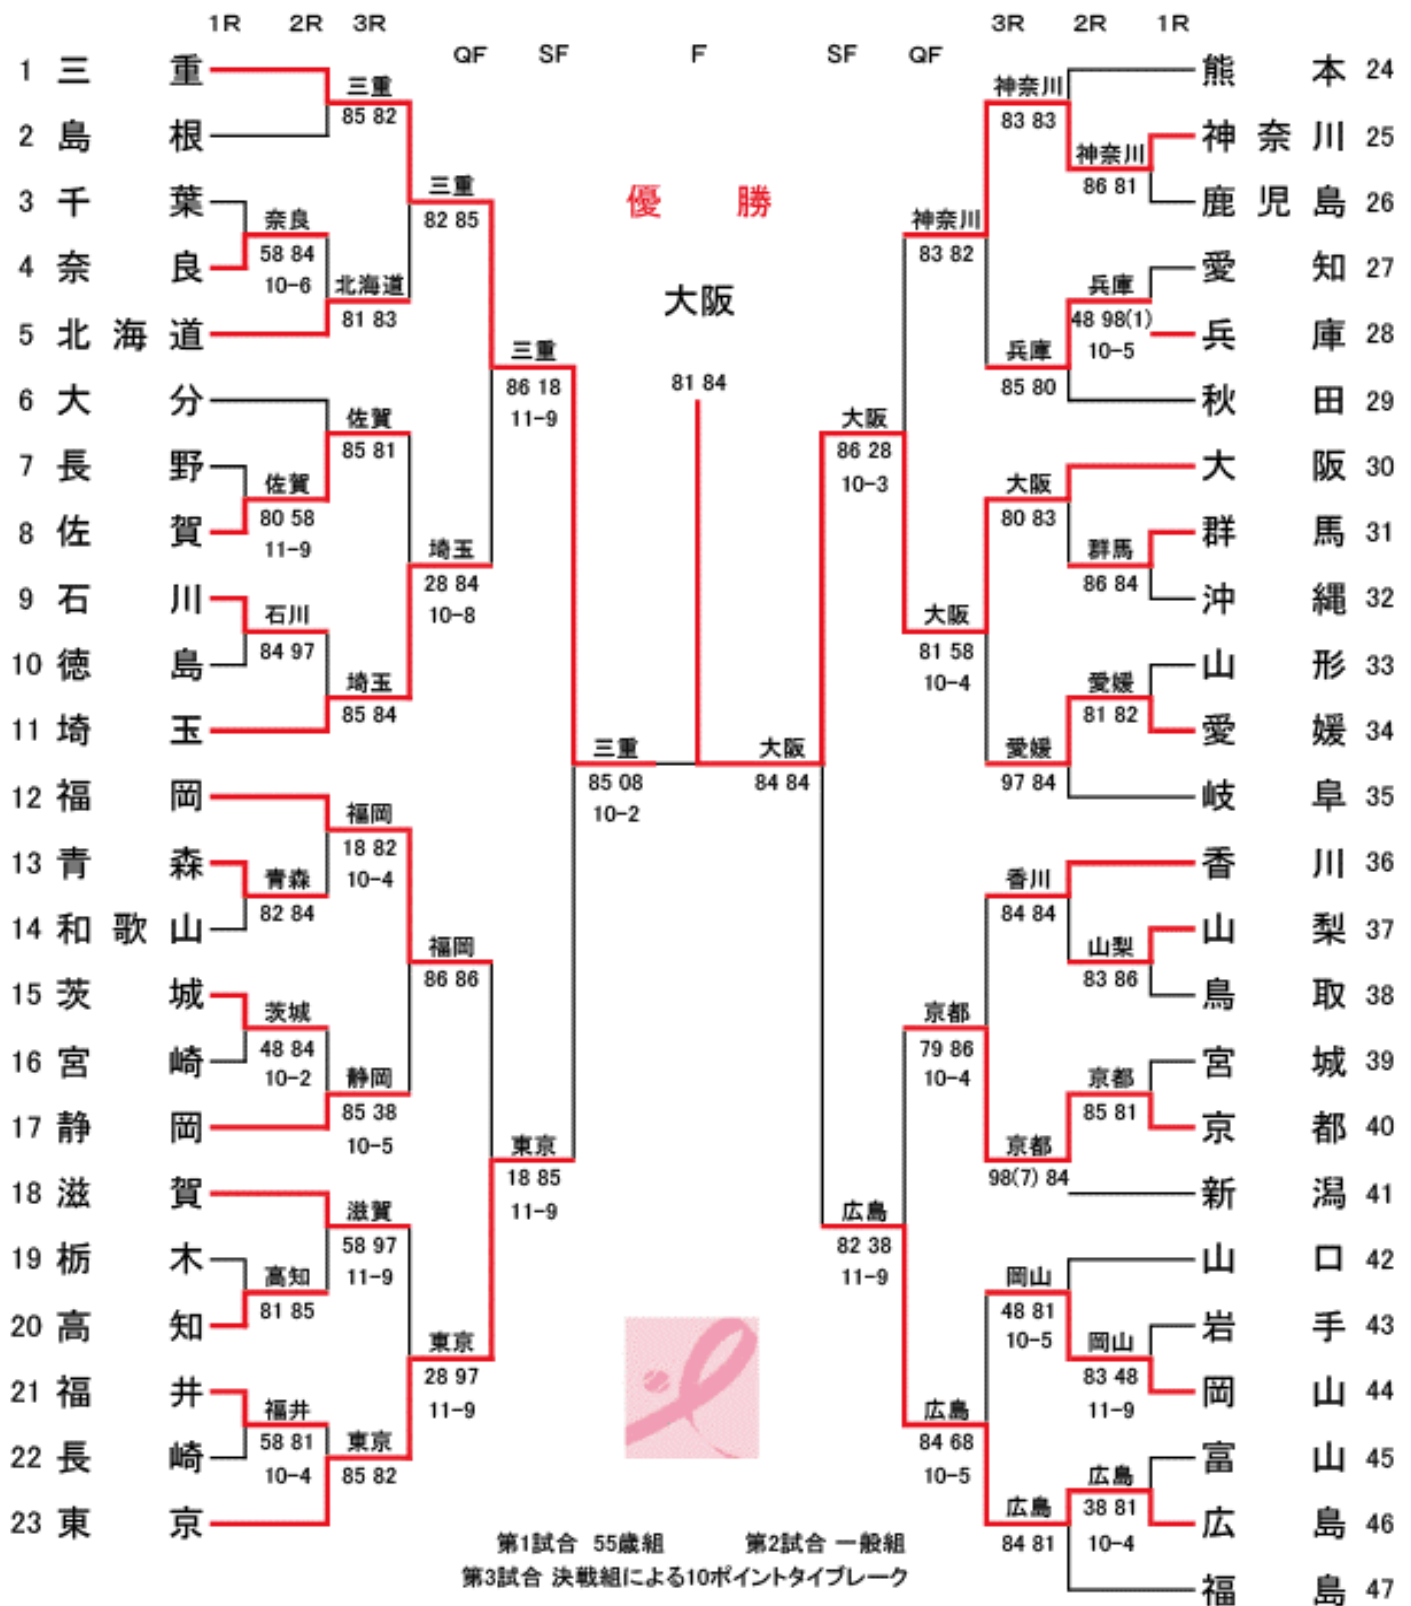 1R 2R 3R QF SF F SF QF 3R 2R 1R
1 三重
2 島根
3 千葉
4 奈良
5 北海道
6 大分
7 長野
8 佐賀
9 石川
10 徳島
11 埼玉
12 福岡
13 青森
14 和歌山
15 茨城
16 宮崎
17 静岡
18 滋賀
19 栃木
20 高知
21 福井
22 長崎
23 東京
奈良
58 84
10-6
佐賀
80 58
11-9
石川
84 97
青森
82 84
茨城
48 84
10-2
高知
81 85
福井
58 81
10-4
三重
85 82
北海道
81 83
佐賀
85 81
埼玉
85 84
福岡
18 82
10-4
静岡
85 38
10-5
滋賀
58 97
11-9
東京
85 82
三重
82 85
埼玉
28 84
10-8
福岡
86 86
東京
28 97
11-9
三重
86 18
11-9
東京
18 85
11-9
三重
85 08
10-2
優勝
大阪
81 84
大阪
84 84
大阪
86 28
10-3
広島
82 38
11-9
神奈川
83 82
大阪
81 58
10-4
京都
79 86
10-4
広島
84 68
10-5
神奈川
83 83
兵庫
85 80
大阪
80 83
愛媛
97 84
香川
84 84
京都
98(7) 84
岡山
48 81
10-5
広島
84 81
神奈川
86 81
兵庫
48 98(1)
10-5
群馬
86 84
愛媛
81 82
山梨
83 86
京都
85 81
岡山
83 48
11-9
広島
38 81
10-4
熊本 24
神奈川 25
鹿児島 26
愛知 27
兵庫 28
秋田 29
大阪 30
群馬 31
沖縄 32
山形 33
愛媛 34
岐阜 35
香川 36
山梨 37
鳥取 38
宮城 39
京都 40
新潟 41
山口 42
岩手 43
岡山 44
富山 45
広島 46
福島 47
第1試合 55歳組 第2試合 一般組
第3試合 決戦組による10ポイントタイブレーク